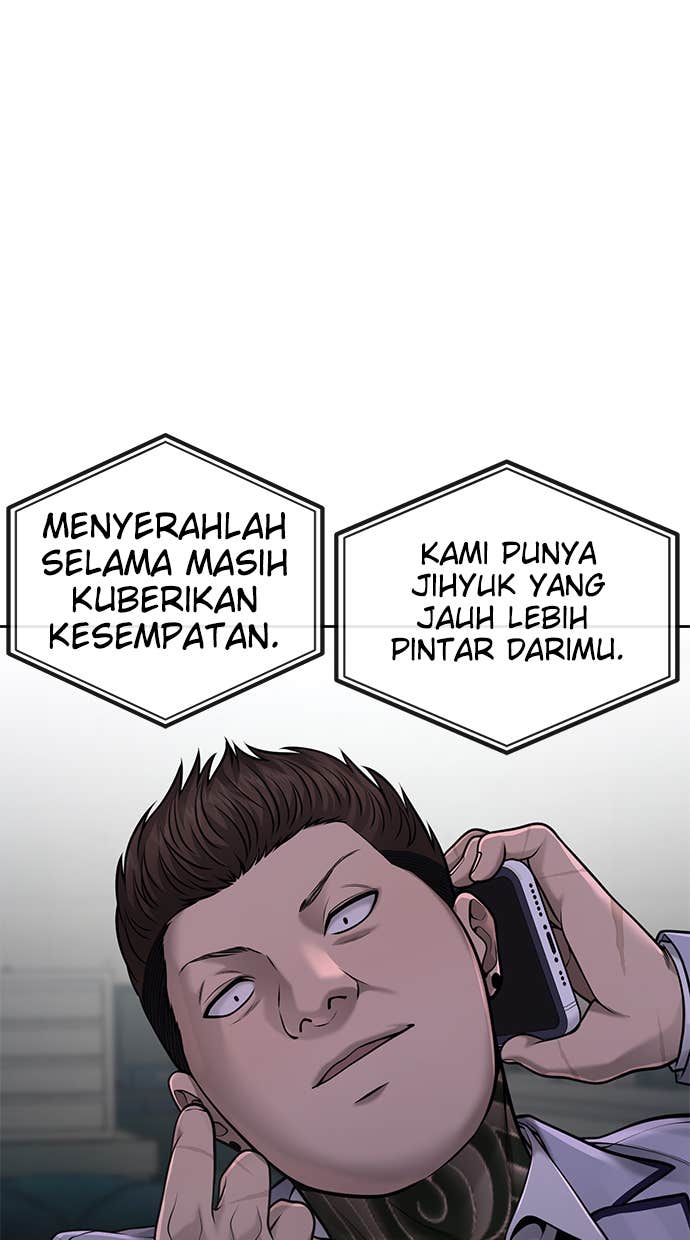 MENYERAHLAH
SELAMA MASIH
KUBERIKAN
KESEMPATAN.
KAMI PUNYA
JIHYUK YANG
JAUH LEBIH
PINTAR DARIMU.